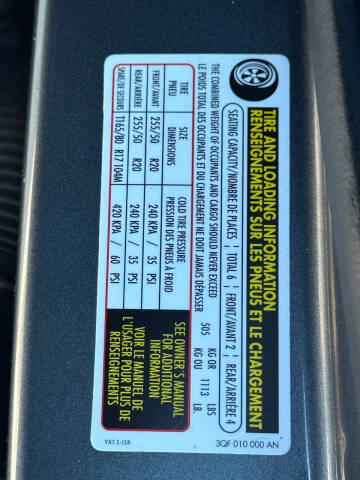 TIRE AND LOADING INFORMATION
RENSEIGNEMENTS SUR LES PNEUS ET LE CHARGEMENT
SEATING CAPACITY/NOMBRE DE PLACES | TOTAL 6 | FRONT/AVANT 2 | REAR/ARRIÈRE 4
THE COMBINED WEIGHT OF OCCUPANTS AND CARGO SHOULD NEVER EXCEED 505 KG OR 1113 LBS
LE POIDS TOTAL DES OCCUPANTS ET DU CHARGEMENT NE DOIT JAMAIS DÉPASSER KG OU LB.
TIRE SIZE COLD TIRE PRESSURE
PNEU DIMENSIONS PRESSION DES PNEUS À FROID
FRONT/AVANT 255/50 R20 240 KPA / 35 PSI
REAR/ARRIÈRE 255/50 R20 240 KPA / 35 PSI
SPARE/DE SECOURS T165/80 R17 104M 420 KPA / 60 PSI
SEE OWNER'S MANUAL
FOR ADDITIONAL
INFORMATION
VOIR LE MANUEL DE
L'USAGER POUR PLUS DE
RENSEIGNEMENTS
3QF 010 000 AN